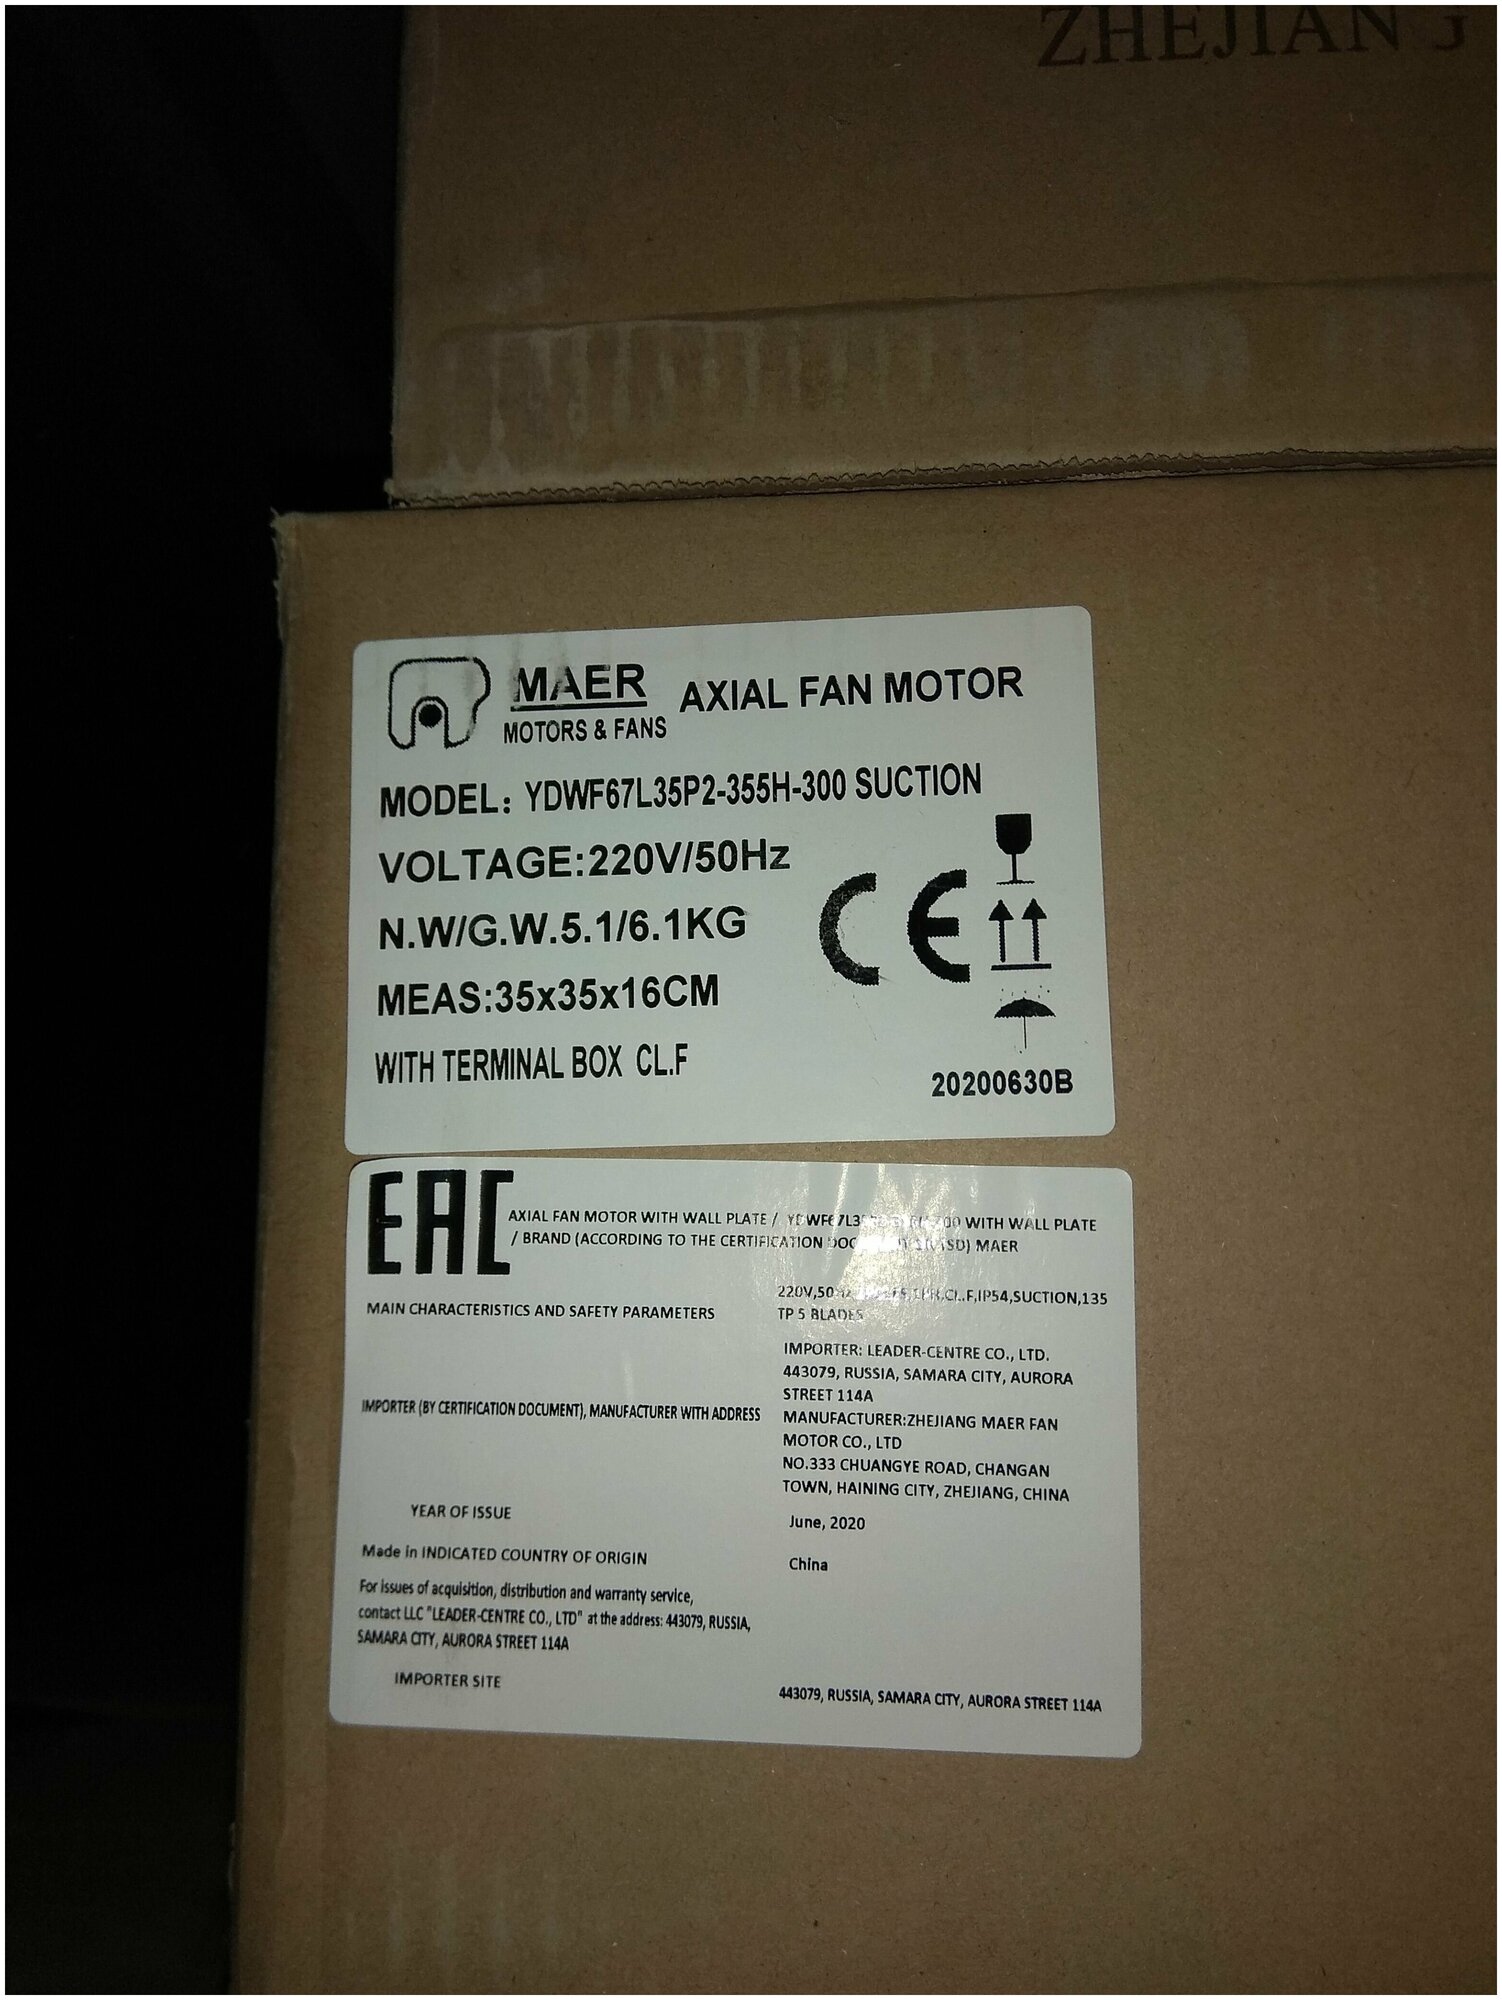 ZHEJIANG
MAER
MOTORS & FANS
AXIAL FAN MOTOR
MODEL: YDWF67L35P2-355H-300 SUCTION
VOLTAGE:220V/50Hz
N.W/G.W.5.1/6.1KG
MEAS:35x35x16CM
WITH TERMINAL BOX CL.F
CE
20200630B
EAC
AXIAL FAN MOTOR WITH WALL PLATE / WITH WALL PLATE
/ BRAND (ACCORDING TO THE CERTIFICATION MAER
MAIN CHARACTERISTICS AND SAFETY PARAMETERS
IP54,SUCTION,135
TP 5 BLADES
IMPORTER (BY CERTIFICATION DOCUMENT), MANUFACTURER WITH ADDRESS
IMPORTER: LEADER-CENTRE CO., LTD.
443079, RUSSIA, SAMARA CITY, AURORA
STREET 114A
MANUFACTURER:ZHEJIANG MAER FAN
MOTOR CO., LTD
NO.333 CHUANGYE ROAD, CHANGAN
TOWN, HAINING CITY, ZHEJIANG, CHINA
YEAR OF ISSUE
June, 2020
Made in INDICATED COUNTRY OF ORIGIN
China
For issues of acquisition, distribution and warranty service,
contact LLC "LEADER-CENTRE CO., LTD" at the address: 443079, RUSSIA,
SAMARA CITY, AURORA STREET 114A
IMPORTER SITE
443079, RUSSIA, SAMARA CITY, AURORA STREET 114A